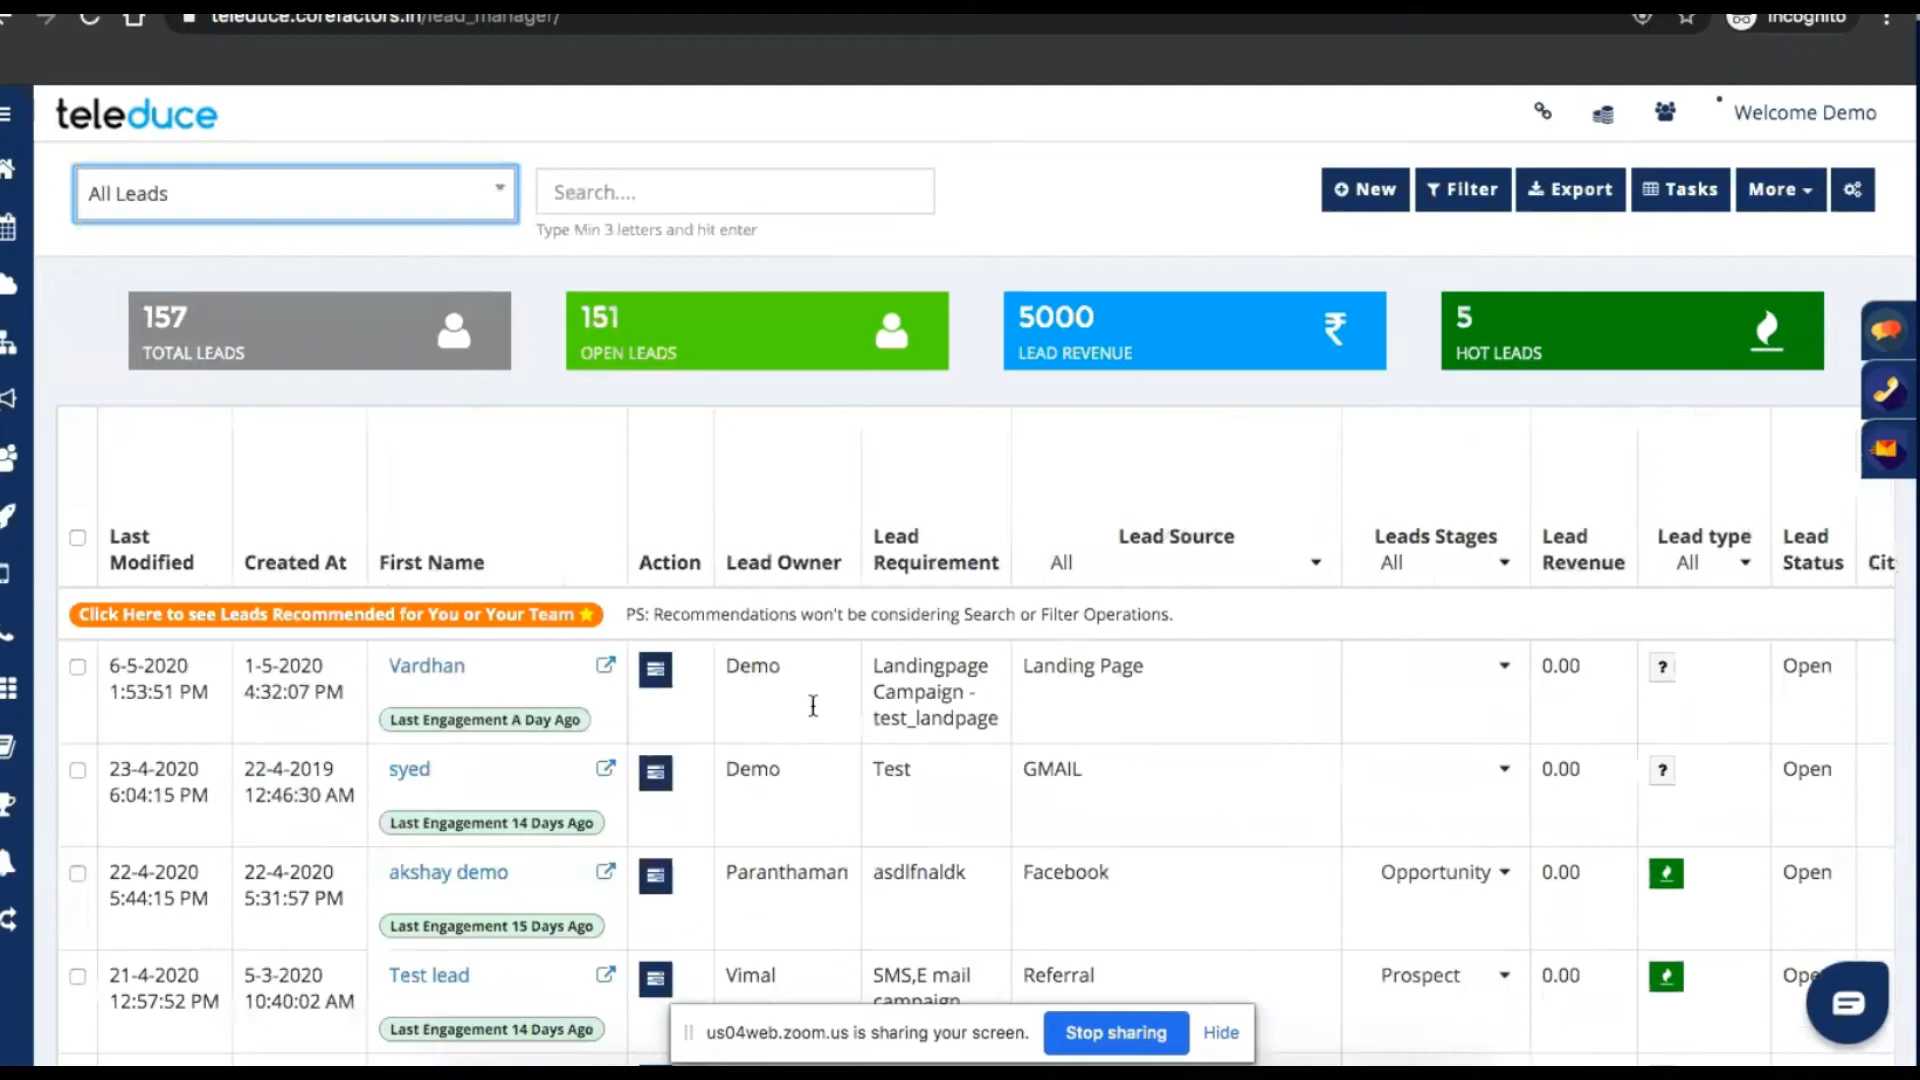 teleduce.corefactors.in/lead_manager/
Incognito
teleduce
Welcome Demo
All Leads
Search....
New
Filter
Export
Tasks
More
Type Min 3 letters and hit enter
157
TOTAL LEADS
151
OPEN LEADS
5000
₹
LEAD REVENUE
5
HOT LEADS
Last Modified
Created At
First Name
Action
Lead Owner
Lead Requirement
Lead Source
All
Leads Stages
All
Lead Revenue
Lead type
All
Lead Status
Cit
Click Here to see Leads Recommended for You or Your Team
PS: Recommendations won't be considering Search or Filter Operations.
6-5-2020 1:53:51 PM
1-5-2020 4:32:07 PM
Vardhan
Last Engagement A Day Ago
Demo
Landingpage Campaign - test_landpage
Landing Page
0.00
?
Open
23-4-2020 6:04:15 PM
22-4-2019 12:46:30 AM
syed
Last Engagement 14 Days Ago
Demo
Test
GMAIL
0.00
?
Open
22-4-2020 5:44:15 PM
22-4-2020 5:31:57 PM
akshay demo
Last Engagement 15 Days Ago
Paranthaman
asdlfnaldk
Facebook
Opportunity
0.00
Open
21-4-2020 12:57:52 PM
5-3-2020 10:40:02 AM
Test lead
Last Engagement 14 Days Ago
Vimal
SMS,E mail campaign
Referral
Prospect
0.00
Ope
us04web.zoom.us is sharing your screen.
Stop sharing
Hide